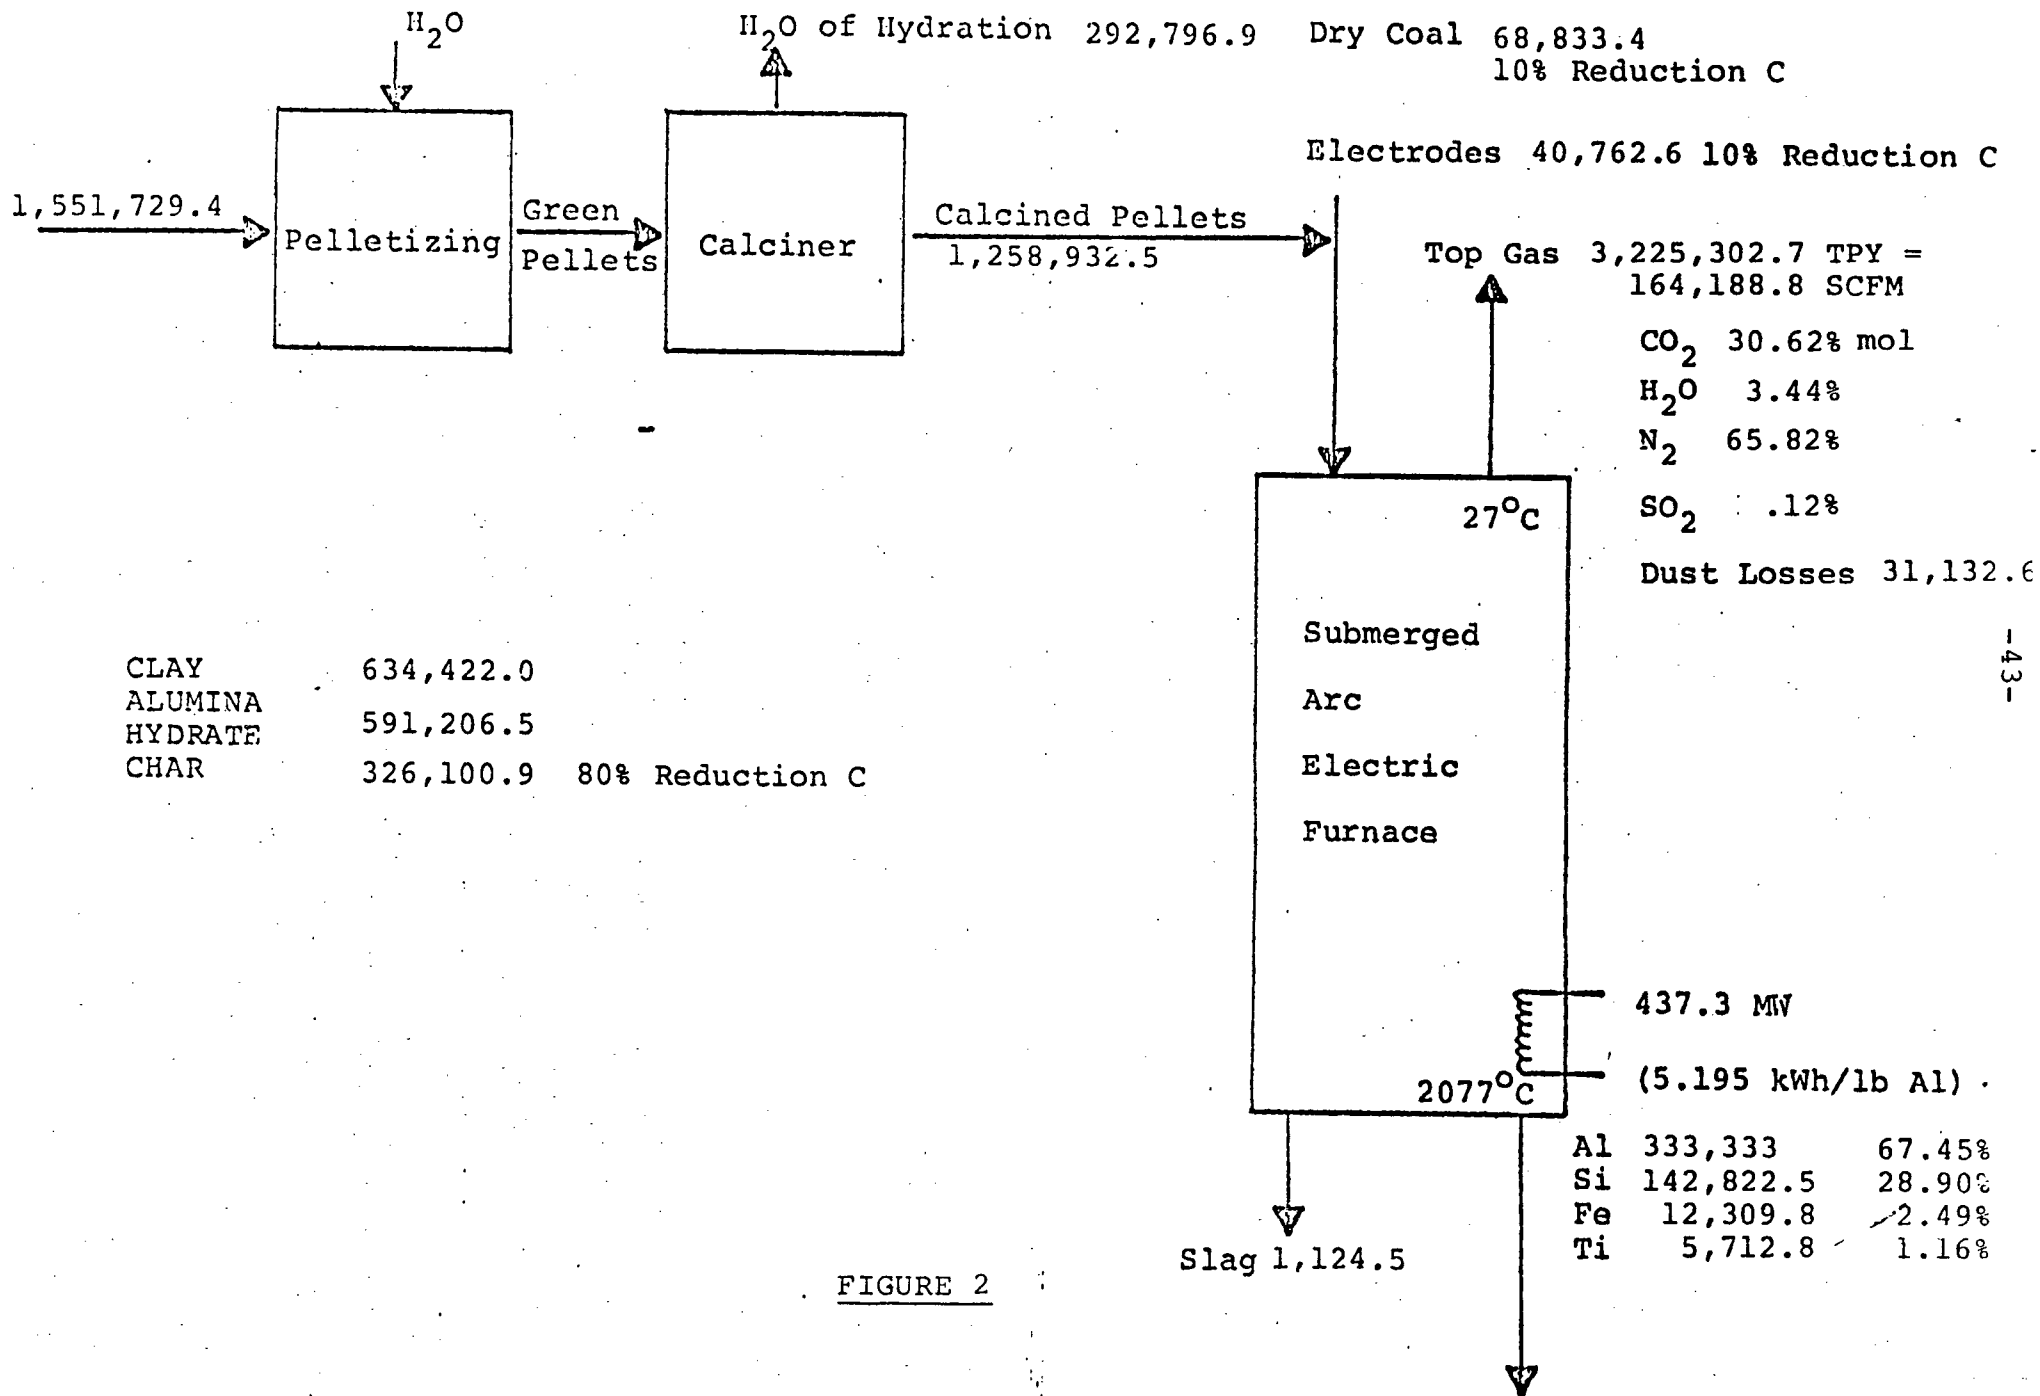 H2O
H2O of Hydration 292,796.9
Dry Coal 68,833.4
10% Reduction C
Electrodes 40,762.6 10% Reduction C
1,551,729.4
Pelletizing
Green
Pellets
Calciner
Calcined Pellets
1,258,932.5
Top Gas 3,225,302.7 TPY =
164,188.8 SCFM
CO2 30.62% mol
H2O 3.44%
N2 65.82%
SO2 .12%
Dust Losses 31,132.6
27°C
Submerged
Arc
Electric
Furnace
-43-
CLAY 634,422.0
ALUMINA
HYDRATE 591,206.5
CHAR 326,100.9 80% Reduction C
437.3 MW
2077°C
(5.195 kWh/lb Al)
Al 333,333 67.45%
Si 142,822.5 28.90%
Fe 12,309.8 2.49%
Ti 5,712.8 1.16%
Slag 1,124.5
FIGURE 2